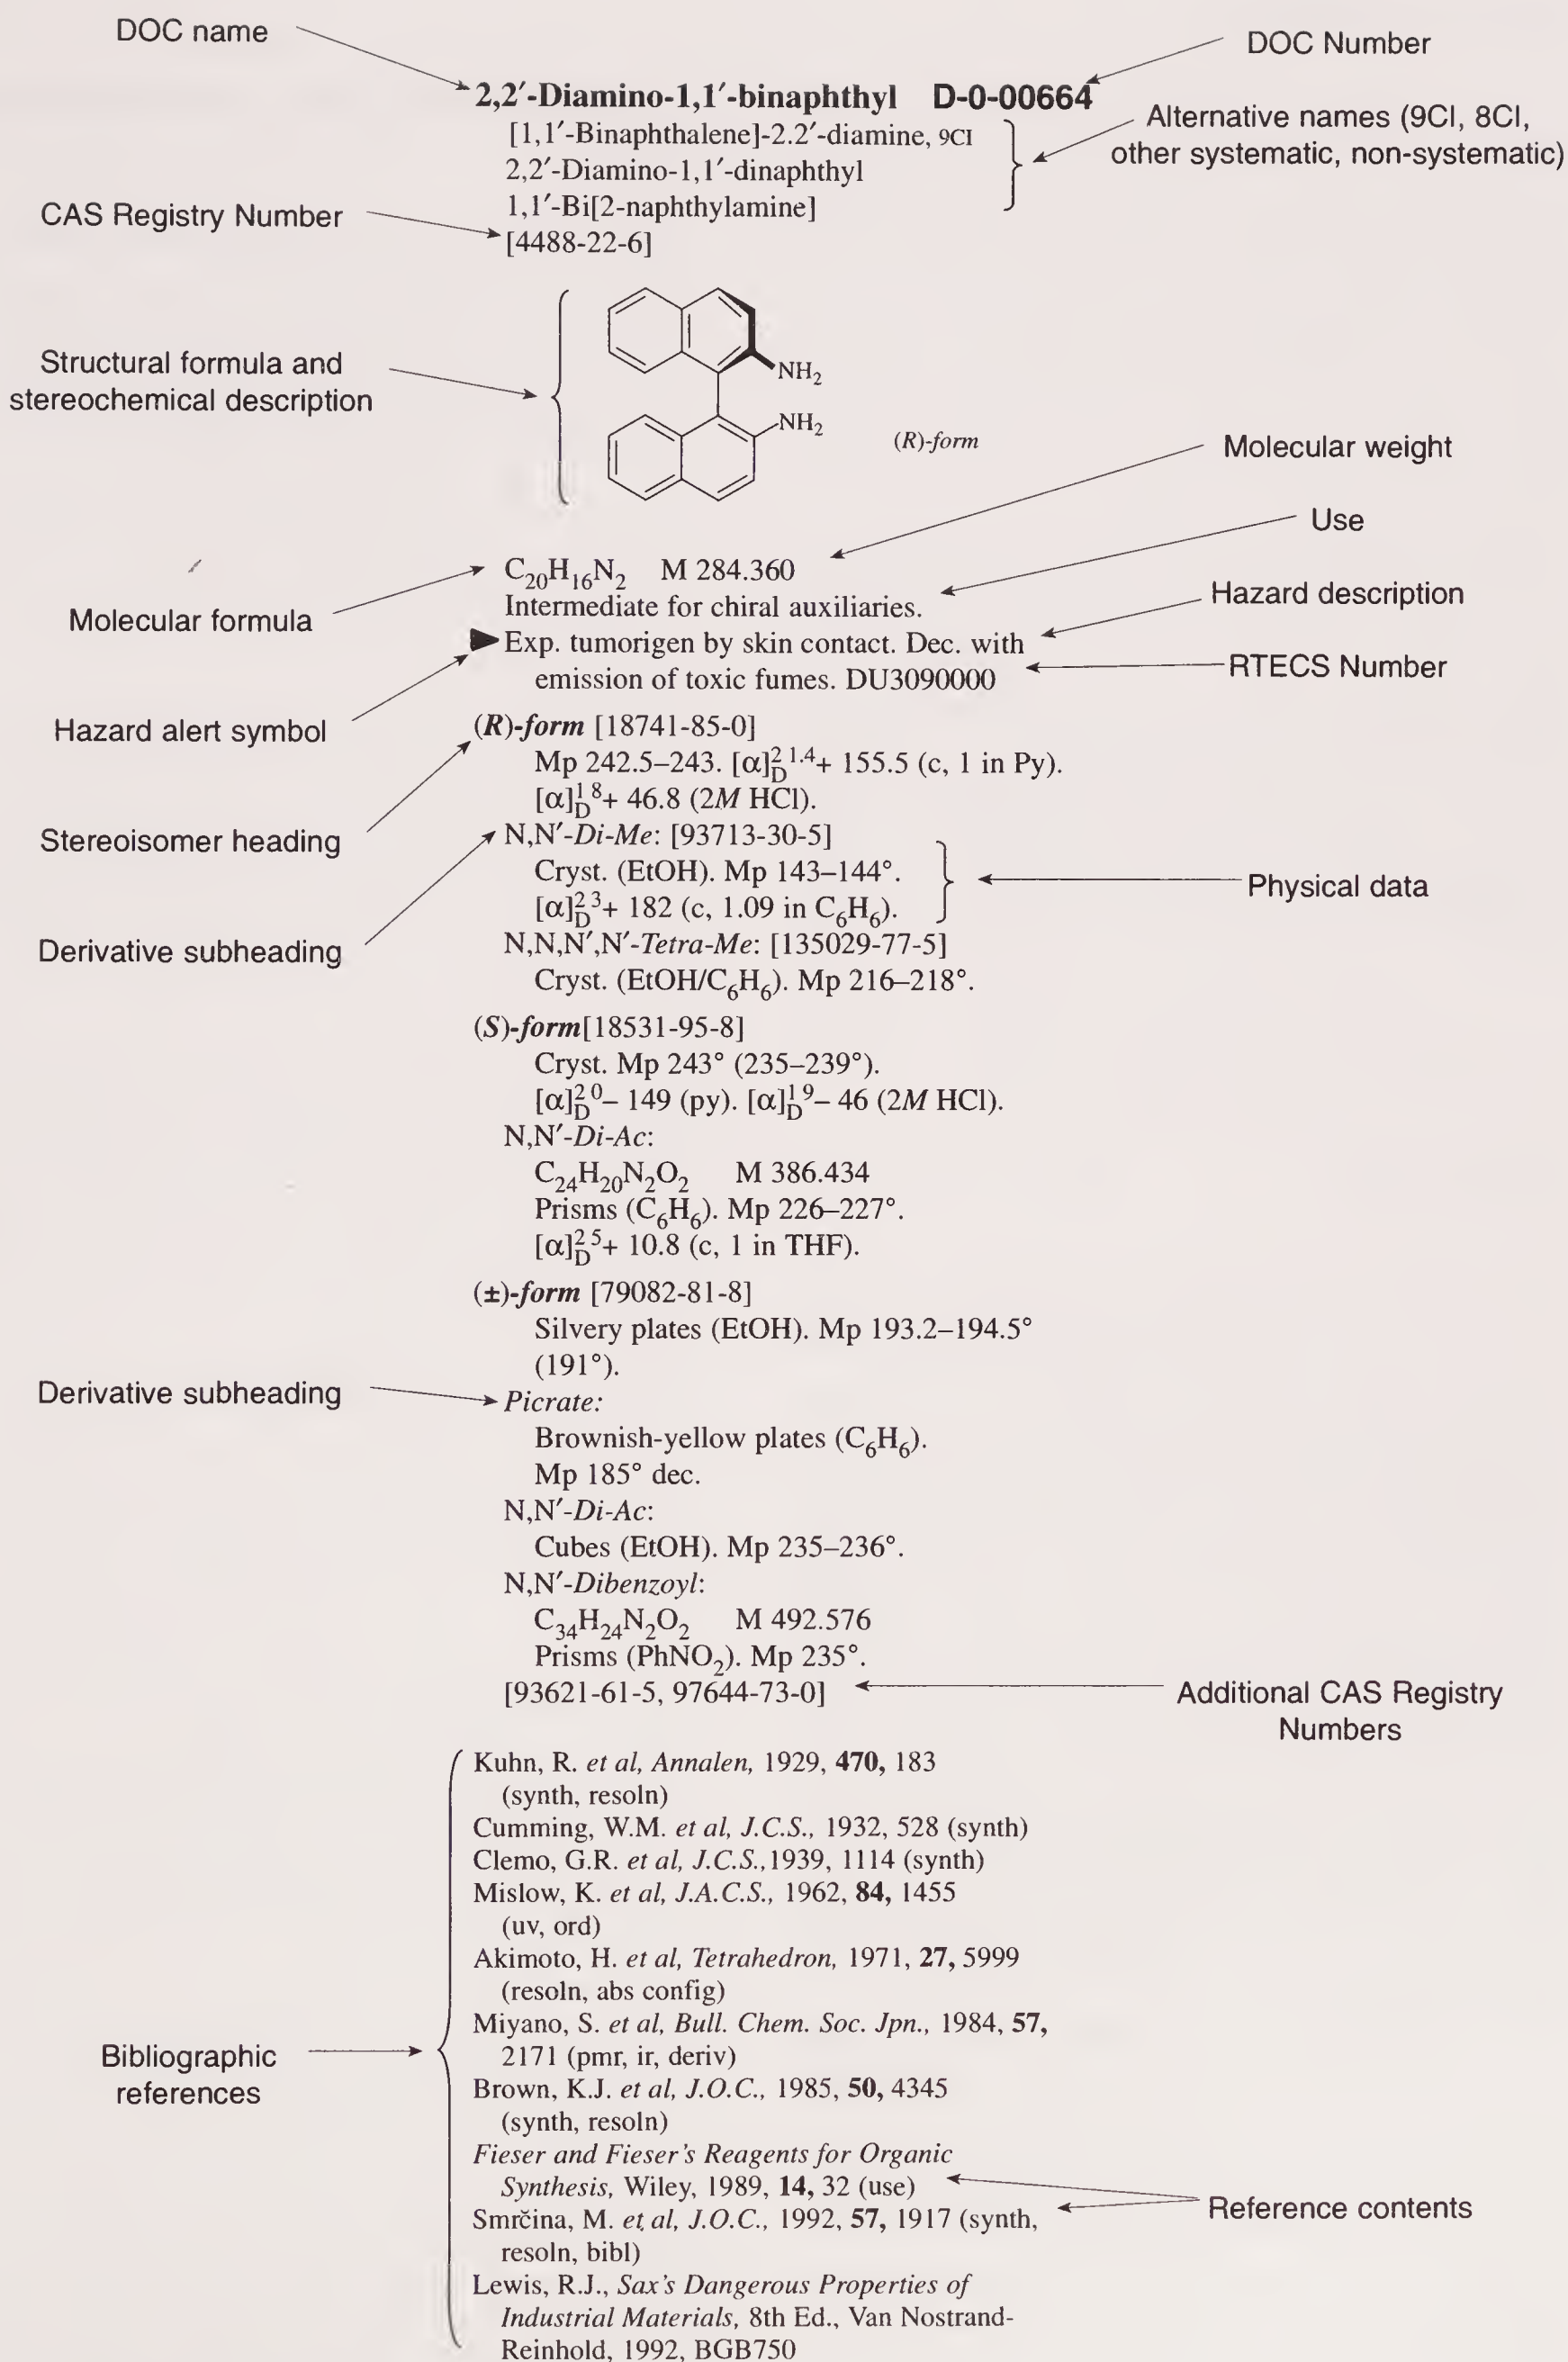 DOC name
DOC Number
2,2′-Diamino-1,1′-binaphthyl D-0-00664
[1,1′-Binaphthalene]-2.2′-diamine, 9CI
2,2′-Diamino-1,1′-dinaphthyl
1,1′-Bi[2-naphthylamine]
[4488-22-6]
Alternative names (9CI, 8CI,
other systematic, non-systematic)
CAS Registry Number
Structural formula and
stereochemical description
NH₂
NH₂
(R)-form
Molecular weight
Use
C₂₀H₁₆N₂ M 284.360
Intermediate for chiral auxiliaries.
Exp. tumorigen by skin contact. Dec. with
emission of toxic fumes. DU3090000
Molecular formula
Hazard description
RTECS Number
Hazard alert symbol
(R)-form [18741-85-0]
Mp 242.5–243. [α]D²¹·⁴+ 155.5 (c, 1 in Py).
[α]D¹⁸+ 46.8 (2M HCl).
Stereoisomer heading
N,N′-Di-Me: [93713-30-5]
Cryst. (EtOH). Mp 143–144°.
[α]D²³+ 182 (c, 1.09 in C₆H₆).
Physical data
Derivative subheading
N,N,N′,N′-Tetra-Me: [135029-77-5]
Cryst. (EtOH/C₆H₆). Mp 216–218°.
(S)-form[18531-95-8]
Cryst. Mp 243° (235–239°).
[α]D²⁰– 149 (py). [α]D¹⁹– 46 (2M HCl).
N,N′-Di-Ac:
C₂₄H₂₀N₂O₂ M 386.434
Prisms (C₆H₆). Mp 226–227°.
[α]D²⁵+ 10.8 (c, 1 in THF).
(±)-form [79082-81-8]
Silvery plates (EtOH). Mp 193.2–194.5°
(191°).
Derivative subheading
Picrate:
Brownish-yellow plates (C₆H₆).
Mp 185° dec.
N,N′-Di-Ac:
Cubes (EtOH). Mp 235–236°.
N,N′-Dibenzoyl:
C₃₄H₂₄N₂O₂ M 492.576
Prisms (PhNO₂). Mp 235°.
[93621-61-5, 97644-73-0]
Additional CAS Registry
Numbers
Kuhn, R. et al, Annalen, 1929, 470, 183
(synth, resoln)
Cumming, W.M. et al, J.C.S., 1932, 528 (synth)
Clemo, G.R. et al, J.C.S.,1939, 1114 (synth)
Mislow, K. et al, J.A.C.S., 1962, 84, 1455
(uv, ord)
Akimoto, H. et al, Tetrahedron, 1971, 27, 5999
(resoln, abs config)
Miyano, S. et al, Bull. Chem. Soc. Jpn., 1984, 57,
2171 (pmr, ir, deriv)
Brown, K.J. et al, J.O.C., 1985, 50, 4345
(synth, resoln)
Fieser and Fieser's Reagents for Organic
Synthesis, Wiley, 1989, 14, 32 (use)
Smrčina, M. et al, J.O.C., 1992, 57, 1917 (synth,
resoln, bibl)
Lewis, R.J., Sax's Dangerous Properties of
Industrial Materials, 8th Ed., Van Nostrand-
Reinhold, 1992, BGB750
Bibliographic
references
Reference contents